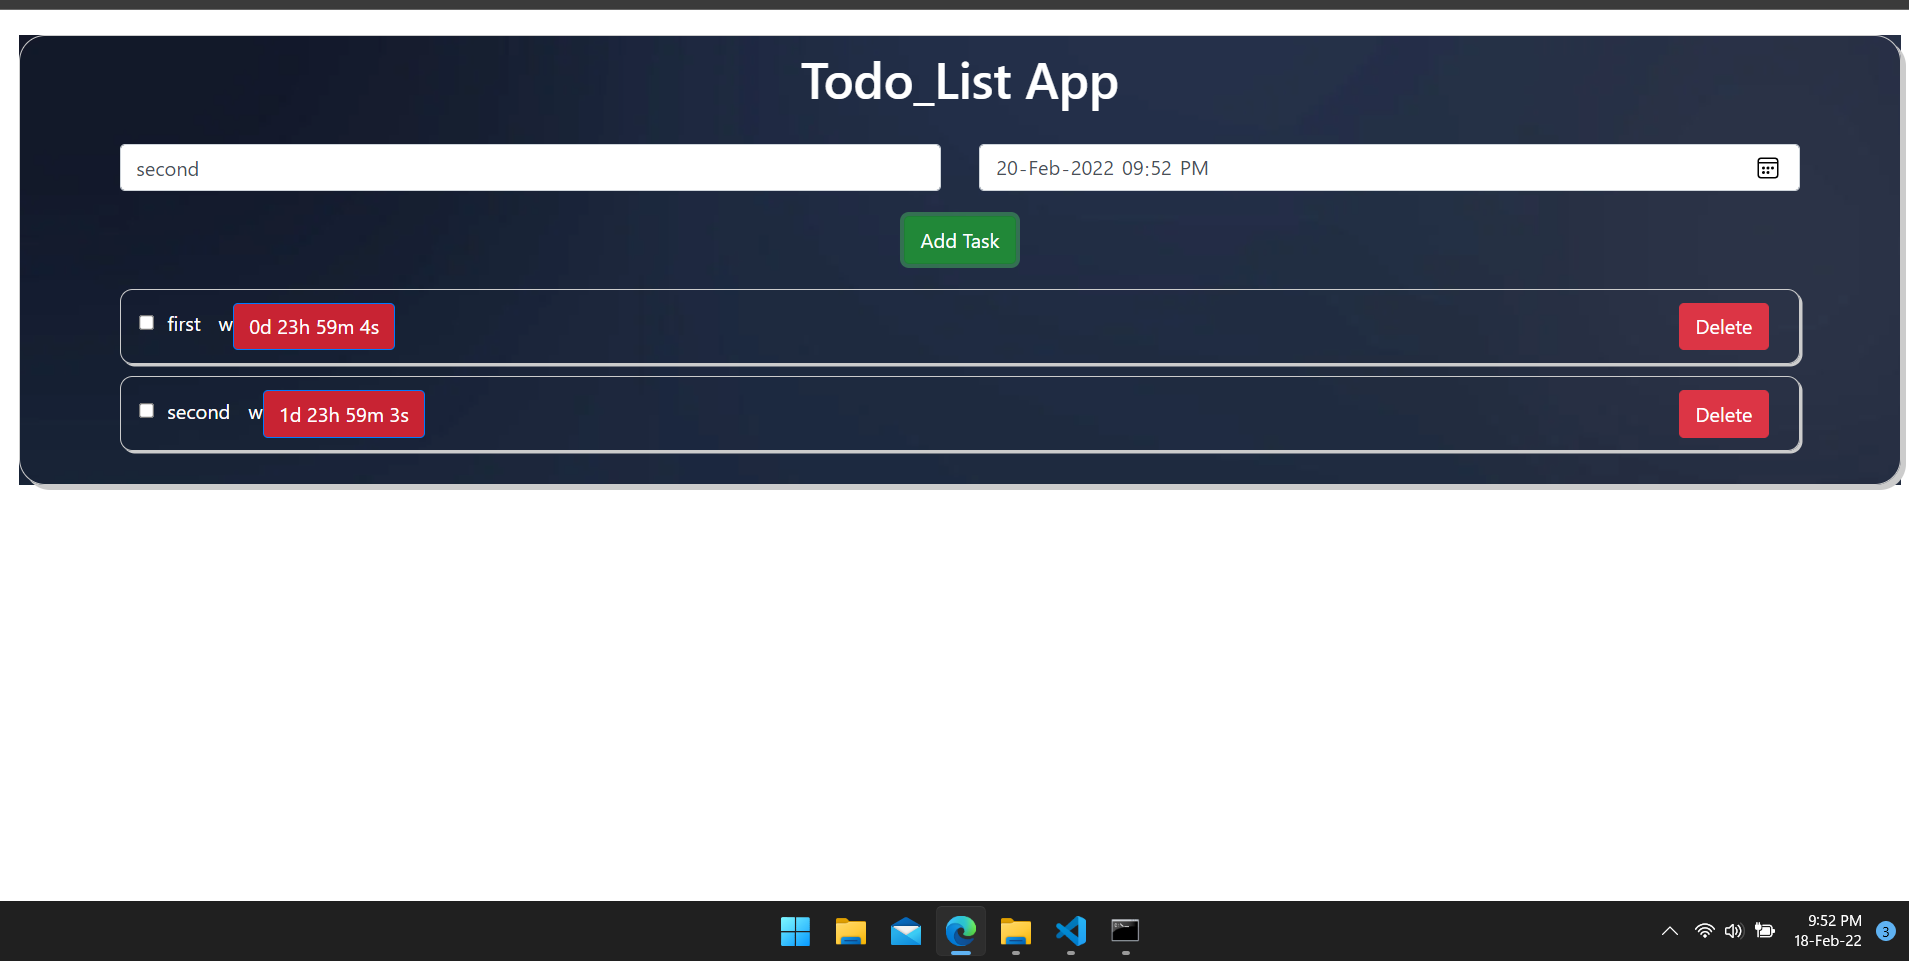 Todo_List App
second
20-Feb-2022 09:52 PM
Add Task
first w 0d 23h 59m 4s Delete
second w 1d 23h 59m 3s Delete
9:52 PM
18-Feb-22
3